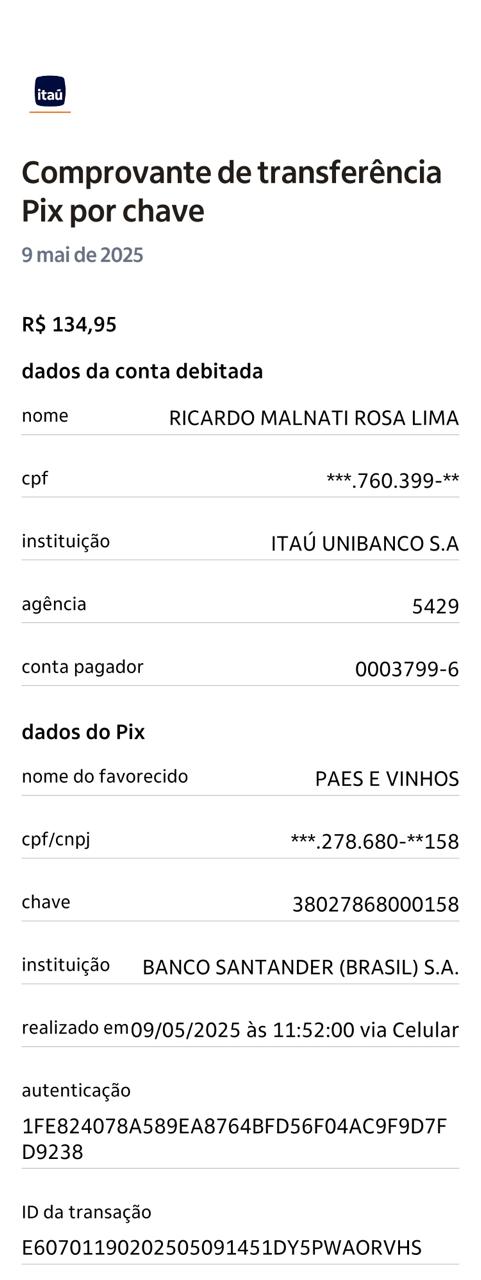 itaú
Comprovante de transferência
Pix por chave
9 mai de 2025
R$ 134,95
dados da conta debitada
nome RICARDO MALNATI ROSA LIMA
cpf ***.760.399-**
instituição ITAÚ UNIBANCO S.A
agência 5429
conta pagador 0003799-6
dados do Pix
nome do favorecido PAES E VINHOS
cpf/cnpj ***.278.680-**158
chave 38027868000158
instituição BANCO SANTANDER (BRASIL) S.A.
realizado em 09/05/2025 às 11:52:00 via Celular
autenticação
1FE824078A589EA8764BFD56F04AC9F9D7F
D9238
ID da transação
E60701190202505091451DY5PWAORVHS